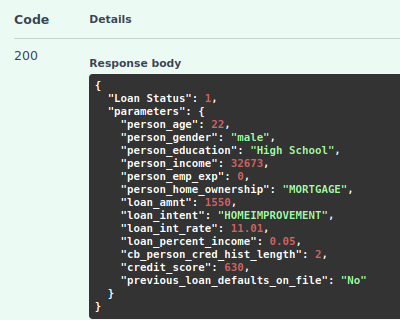 Code Details
200
Response body
{
"Loan Status": 1,
"parameters": {
"person_age": 22,
"person_gender": "male",
"person_education": "High School",
"person_income": 32673,
"person_emp_exp": 0,
"person_home_ownership": "MORTGAGE",
"loan_amnt": 1550,
"loan_intent": "HOMEIMPROVEMENT",
"loan_int_rate": 11.01,
"loan_percent_income": 0.05,
"cb_person_cred_hist_length": 2,
"credit_score": 630,
"previous_loan_defaults_on_file": "No"
}
}